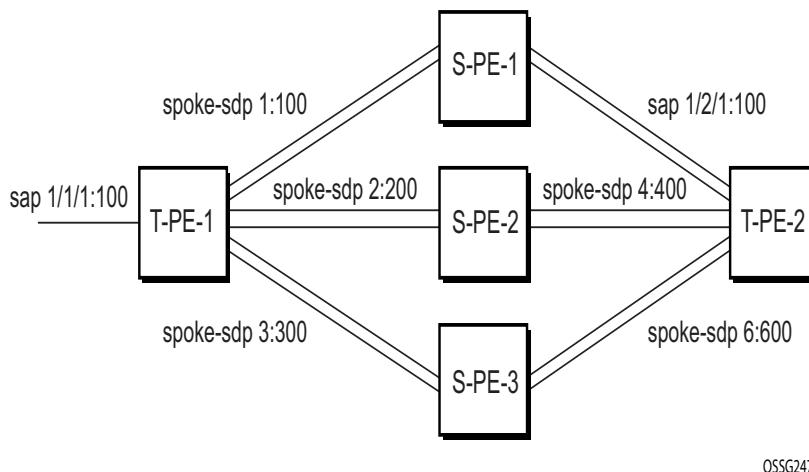 S-PE-1
spoke-sdp 1:100
sap 1/2/1:100
sap 1/1/1:100
T-PE-1
spoke-sdp 2:200
S-PE-2
spoke-sdp 4:400
T-PE-2
spoke-sdp 3:300
S-PE-3
spoke-sdp 6:600